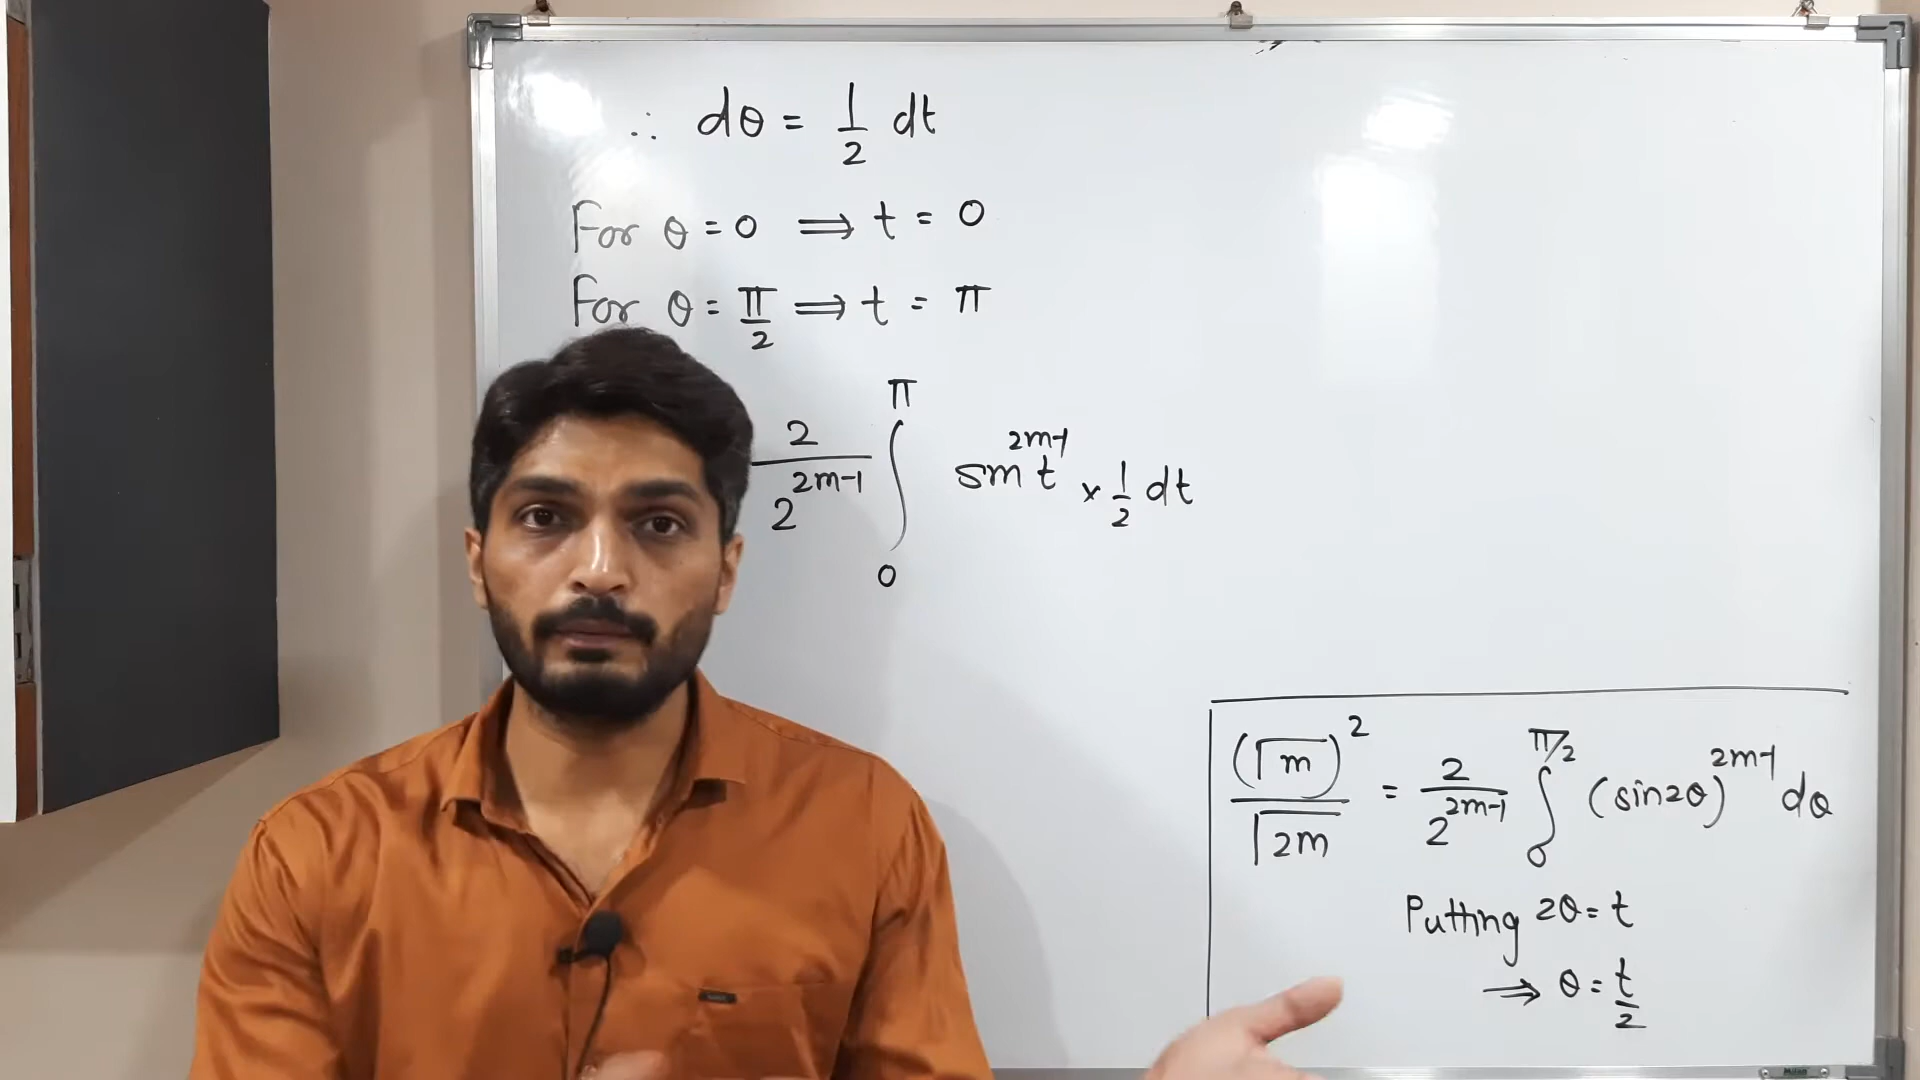 ∴ dθ = 1/2 dt
For θ = 0 ⟹ t = 0
For θ = π/2 ⟹ t = π
2/2^{2m-1} ∫_0^π sin^{2m-1} t × 1/2 dt
(Γm)^2/Γ2m = 2/2^{2m-1} ∫_0^{π/2} (sin2θ)^{2m-1} dθ
Putting 2θ = t
⟹ θ = t/2